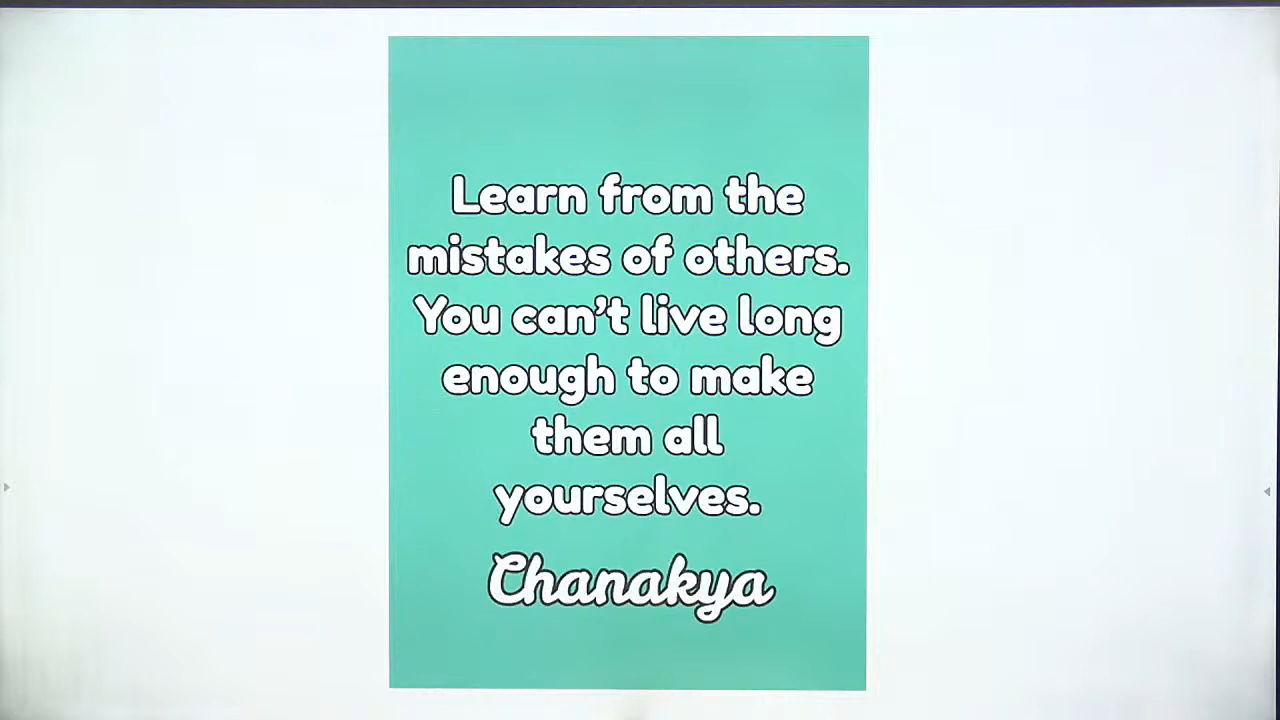 Learn from the
mistakes of others.
You can't live long
enough to make
them all
yourselves.
Chanakya